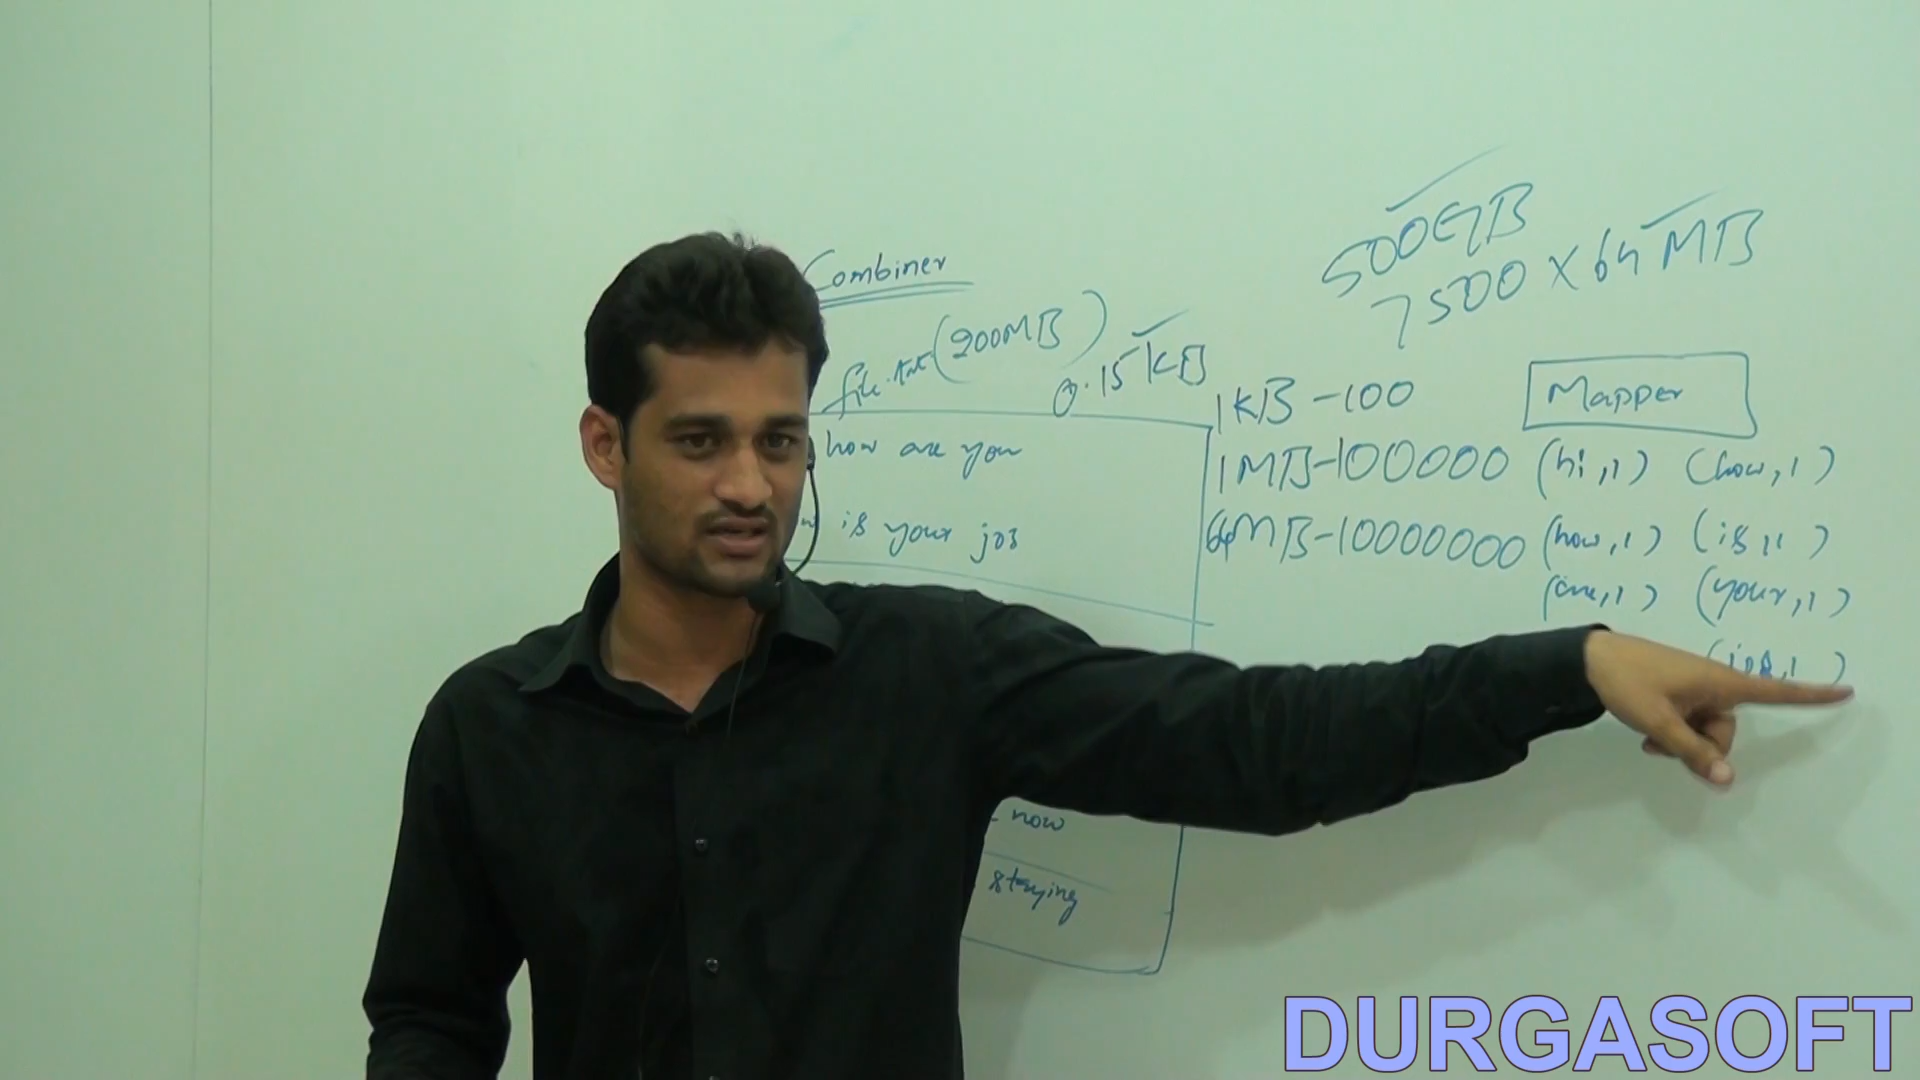 500GB
7500 x 64MB
Combiner
file.txt (200MB)
0.15 KB
how are you
is your job
now
staying
1KB-100
1MB-100000
64MB-10000000
Mapper
(hi,1) (how,1)
(how,1) (is,1)
(are,1) (your,1)
(job,1)
DURGASOFT